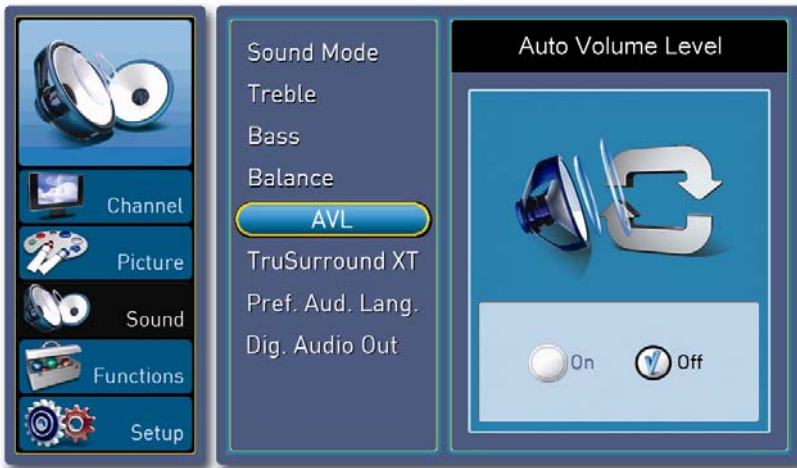 Channel
Picture
Sound
Functions
Setup
Sound Mode
Treble
Bass
Balance
AVL
TruSurround XT
Pref. Aud. Lang.
Dig. Audio Out
Auto Volume Level
On
Off